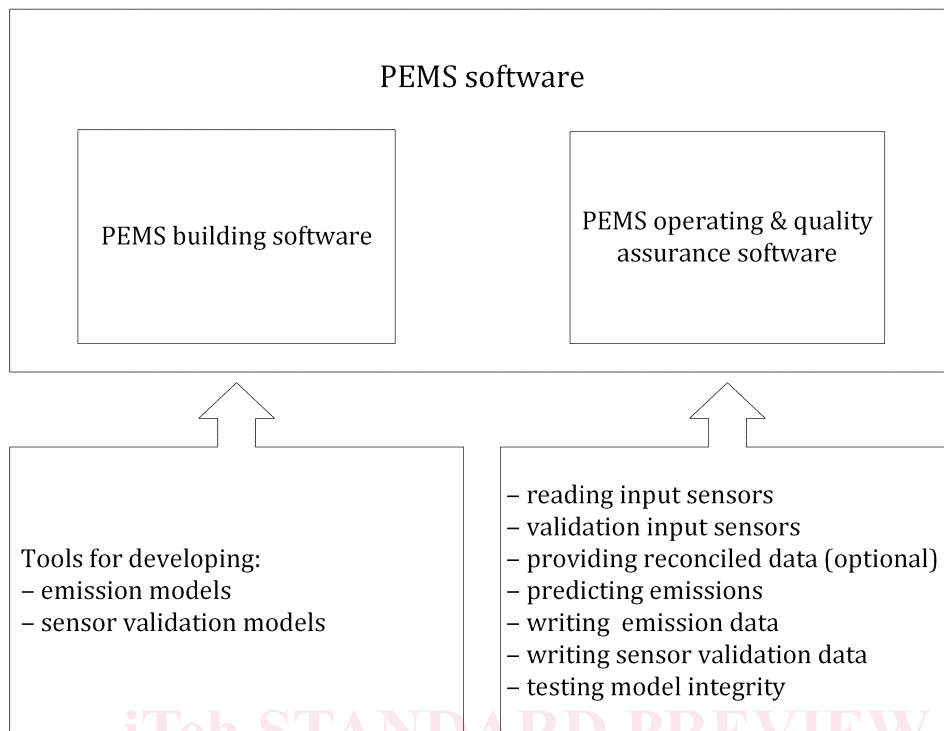 PEMS software
PEMS building software
PEMS operating & quality
assurance software
Tools for developing:
– emission models
– sensor validation models
– reading input sensors
– validation input sensors
– providing reconciled data (optional)
– predicting emissions
– writing  emission data
– writing sensor validation data
– testing model integrity
iTeh STANDARD PREVIEW